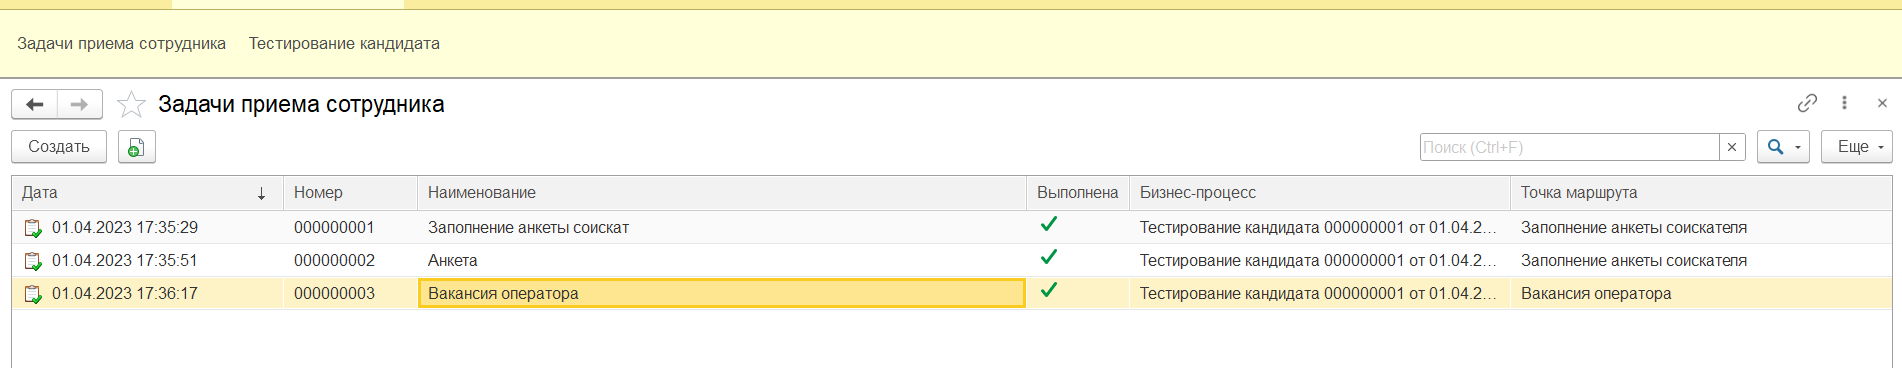 Задачи приема сотрудника Тестирование кандидата
Задачи приема сотрудника
Создать Поиск (Ctrl+F) Еще
Дата Номер Наименование Выполнена Бизнес-процесс Точка маршрута
01.04.2023 17:35:29 000000001 Заполнение анкеты соискат Тестирование кандидата 000000001 от 01.04.2... Заполнение анкеты соискателя
01.04.2023 17:35:51 000000002 Анкета Тестирование кандидата 000000001 от 01.04.2... Заполнение анкеты соискателя
01.04.2023 17:36:17 000000003 Вакансия оператора Тестирование кандидата 000000001 от 01.04.2... Вакансия оператора